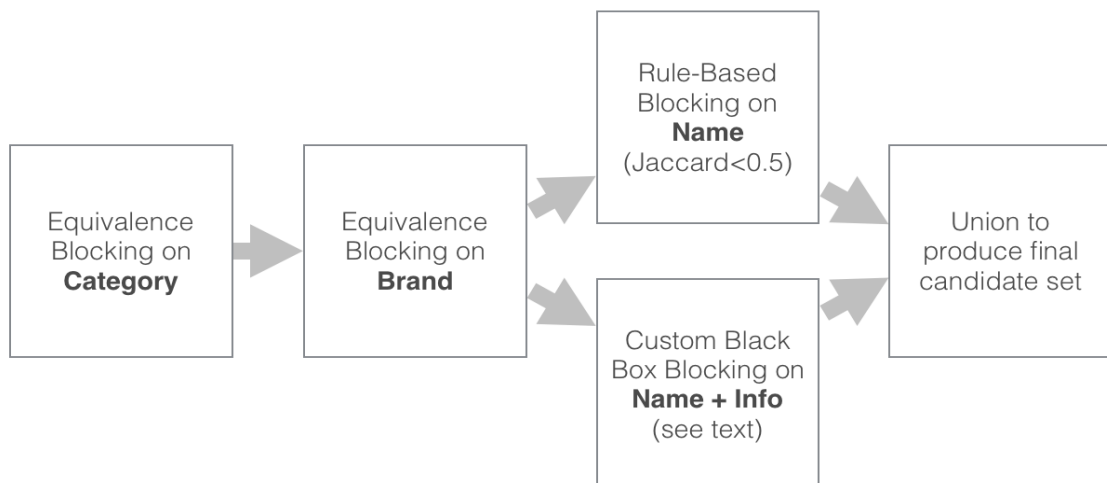 Equivalence
Blocking on
Category
Equivalence
Blocking on
Brand
Rule-Based
Blocking on
Name
(Jaccard<0.5)
Custom Black
Box Blocking on
Name + Info
(see text)
Union to
produce final
candidate set